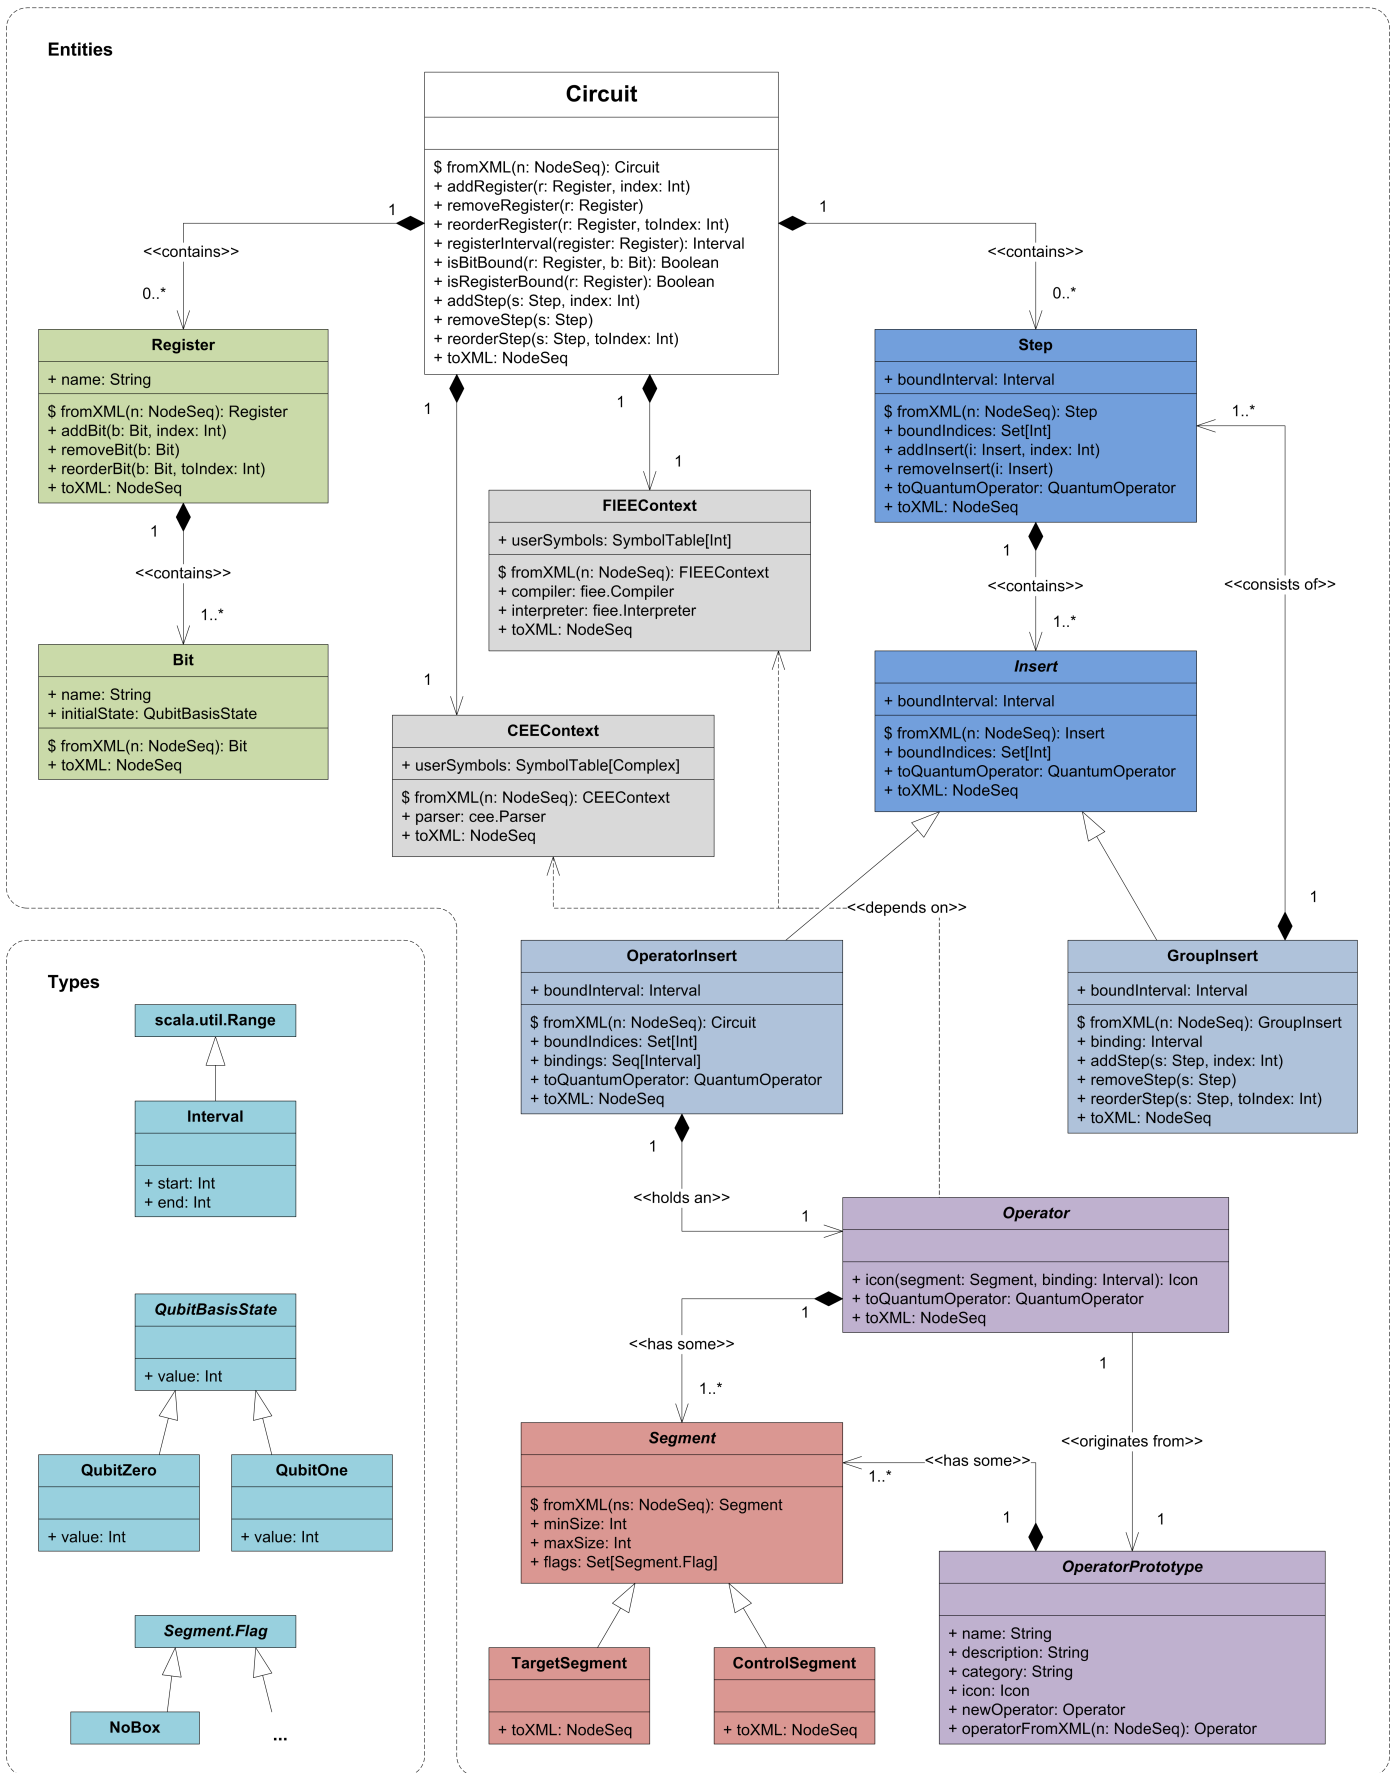 Entities
Circuit
$ fromXML(n: NodeSeq): Circuit
+ addRegister(r: Register, index: Int)
+ removeRegister(r: Register)
+ reorderRegister(r: Register, toIndex: Int)
+ registerInterval(register: Register): Interval
+ isBitBound(r: Register, b: Bit): Boolean
+ isRegisterBound(r: Register): Boolean
+ addStep(s: Step, index: Int)
+ removeStep(s: Step)
+ reorderStep(s: Step, toIndex: Int)
+ toXML: NodeSeq
1
<<contains>>
0..*
1
<<contains>>
0..*
Register
+ name: String
$ fromXML(n: NodeSeq): Register
+ addBit(b: Bit, index: Int)
+ removeBit(b: Bit)
+ reorderBit(b: Bit, toIndex: Int)
+ toXML: NodeSeq
1
<<contains>>
1..*
Bit
+ name: String
+ initialState: QubitBasisState
$ fromXML(n: NodeSeq): Bit
+ toXML: NodeSeq
1
1
1
1
FIEEContext
+ userSymbols: SymbolTable[Int]
$ fromXML(n: NodeSeq): FIEEContext
+ compiler: fiee.Compiler
+ interpreter: fiee.Interpreter
+ toXML: NodeSeq
CEEContext
+ userSymbols: SymbolTable[Complex]
$ fromXML(n: NodeSeq): CEEContext
+ parser: cee.Parser
+ toXML: NodeSeq
Step
+ boundInterval: Interval
$ fromXML(n: NodeSeq): Step
+ boundIndices: Set[Int]
+ addInsert(i: Insert, index: Int)
+ removeInsert(i: Insert)
+ toQuantumOperator: QuantumOperator
+ toXML: NodeSeq
1..*
<<consists of>>
1
1
<<contains>>
1..*
Insert
+ boundInterval: Interval
$ fromXML(n: NodeSeq): Insert
+ boundIndices: Set[Int]
+ toQuantumOperator: QuantumOperator
+ toXML: NodeSeq
<<depends on>>
OperatorInsert
+ boundInterval: Interval
$ fromXML(n: NodeSeq): Circuit
+ boundIndices: Set[Int]
+ bindings: Seq[Interval]
+ toQuantumOperator: QuantumOperator
+ toXML: NodeSeq
GroupInsert
+ boundInterval: Interval
$ fromXML(n: NodeSeq): GroupInsert
+ binding: Interval
+ addStep(s: Step, index: Int)
+ removeStep(s: Step)
+ reorderStep(s: Step, toIndex: Int)
+ toXML: NodeSeq
1
<<holds an>>
1
Operator
+ icon(segment: Segment, binding: Interval): Icon
+ toQuantumOperator: QuantumOperator
+ toXML: NodeSeq
1
<<has some>>
1..*
1
<<originates from>>
1
Segment
$ fromXML(ns: NodeSeq): Segment
+ minSize: Int
+ maxSize: Int
+ flags: Set[Segment.Flag]
1..*
<<has some>>
1
TargetSegment
+ toXML: NodeSeq
ControlSegment
+ toXML: NodeSeq
OperatorPrototype
+ name: String
+ description: String
+ category: String
+ icon: Icon
+ newOperator: Operator
+ operatorFromXML(n: NodeSeq): Operator
Types
scala.util.Range
Interval
+ start: Int
+ end: Int
QubitBasisState
+ value: Int
QubitZero
+ value: Int
QubitOne
+ value: Int
Segment.Flag
NoBox
...